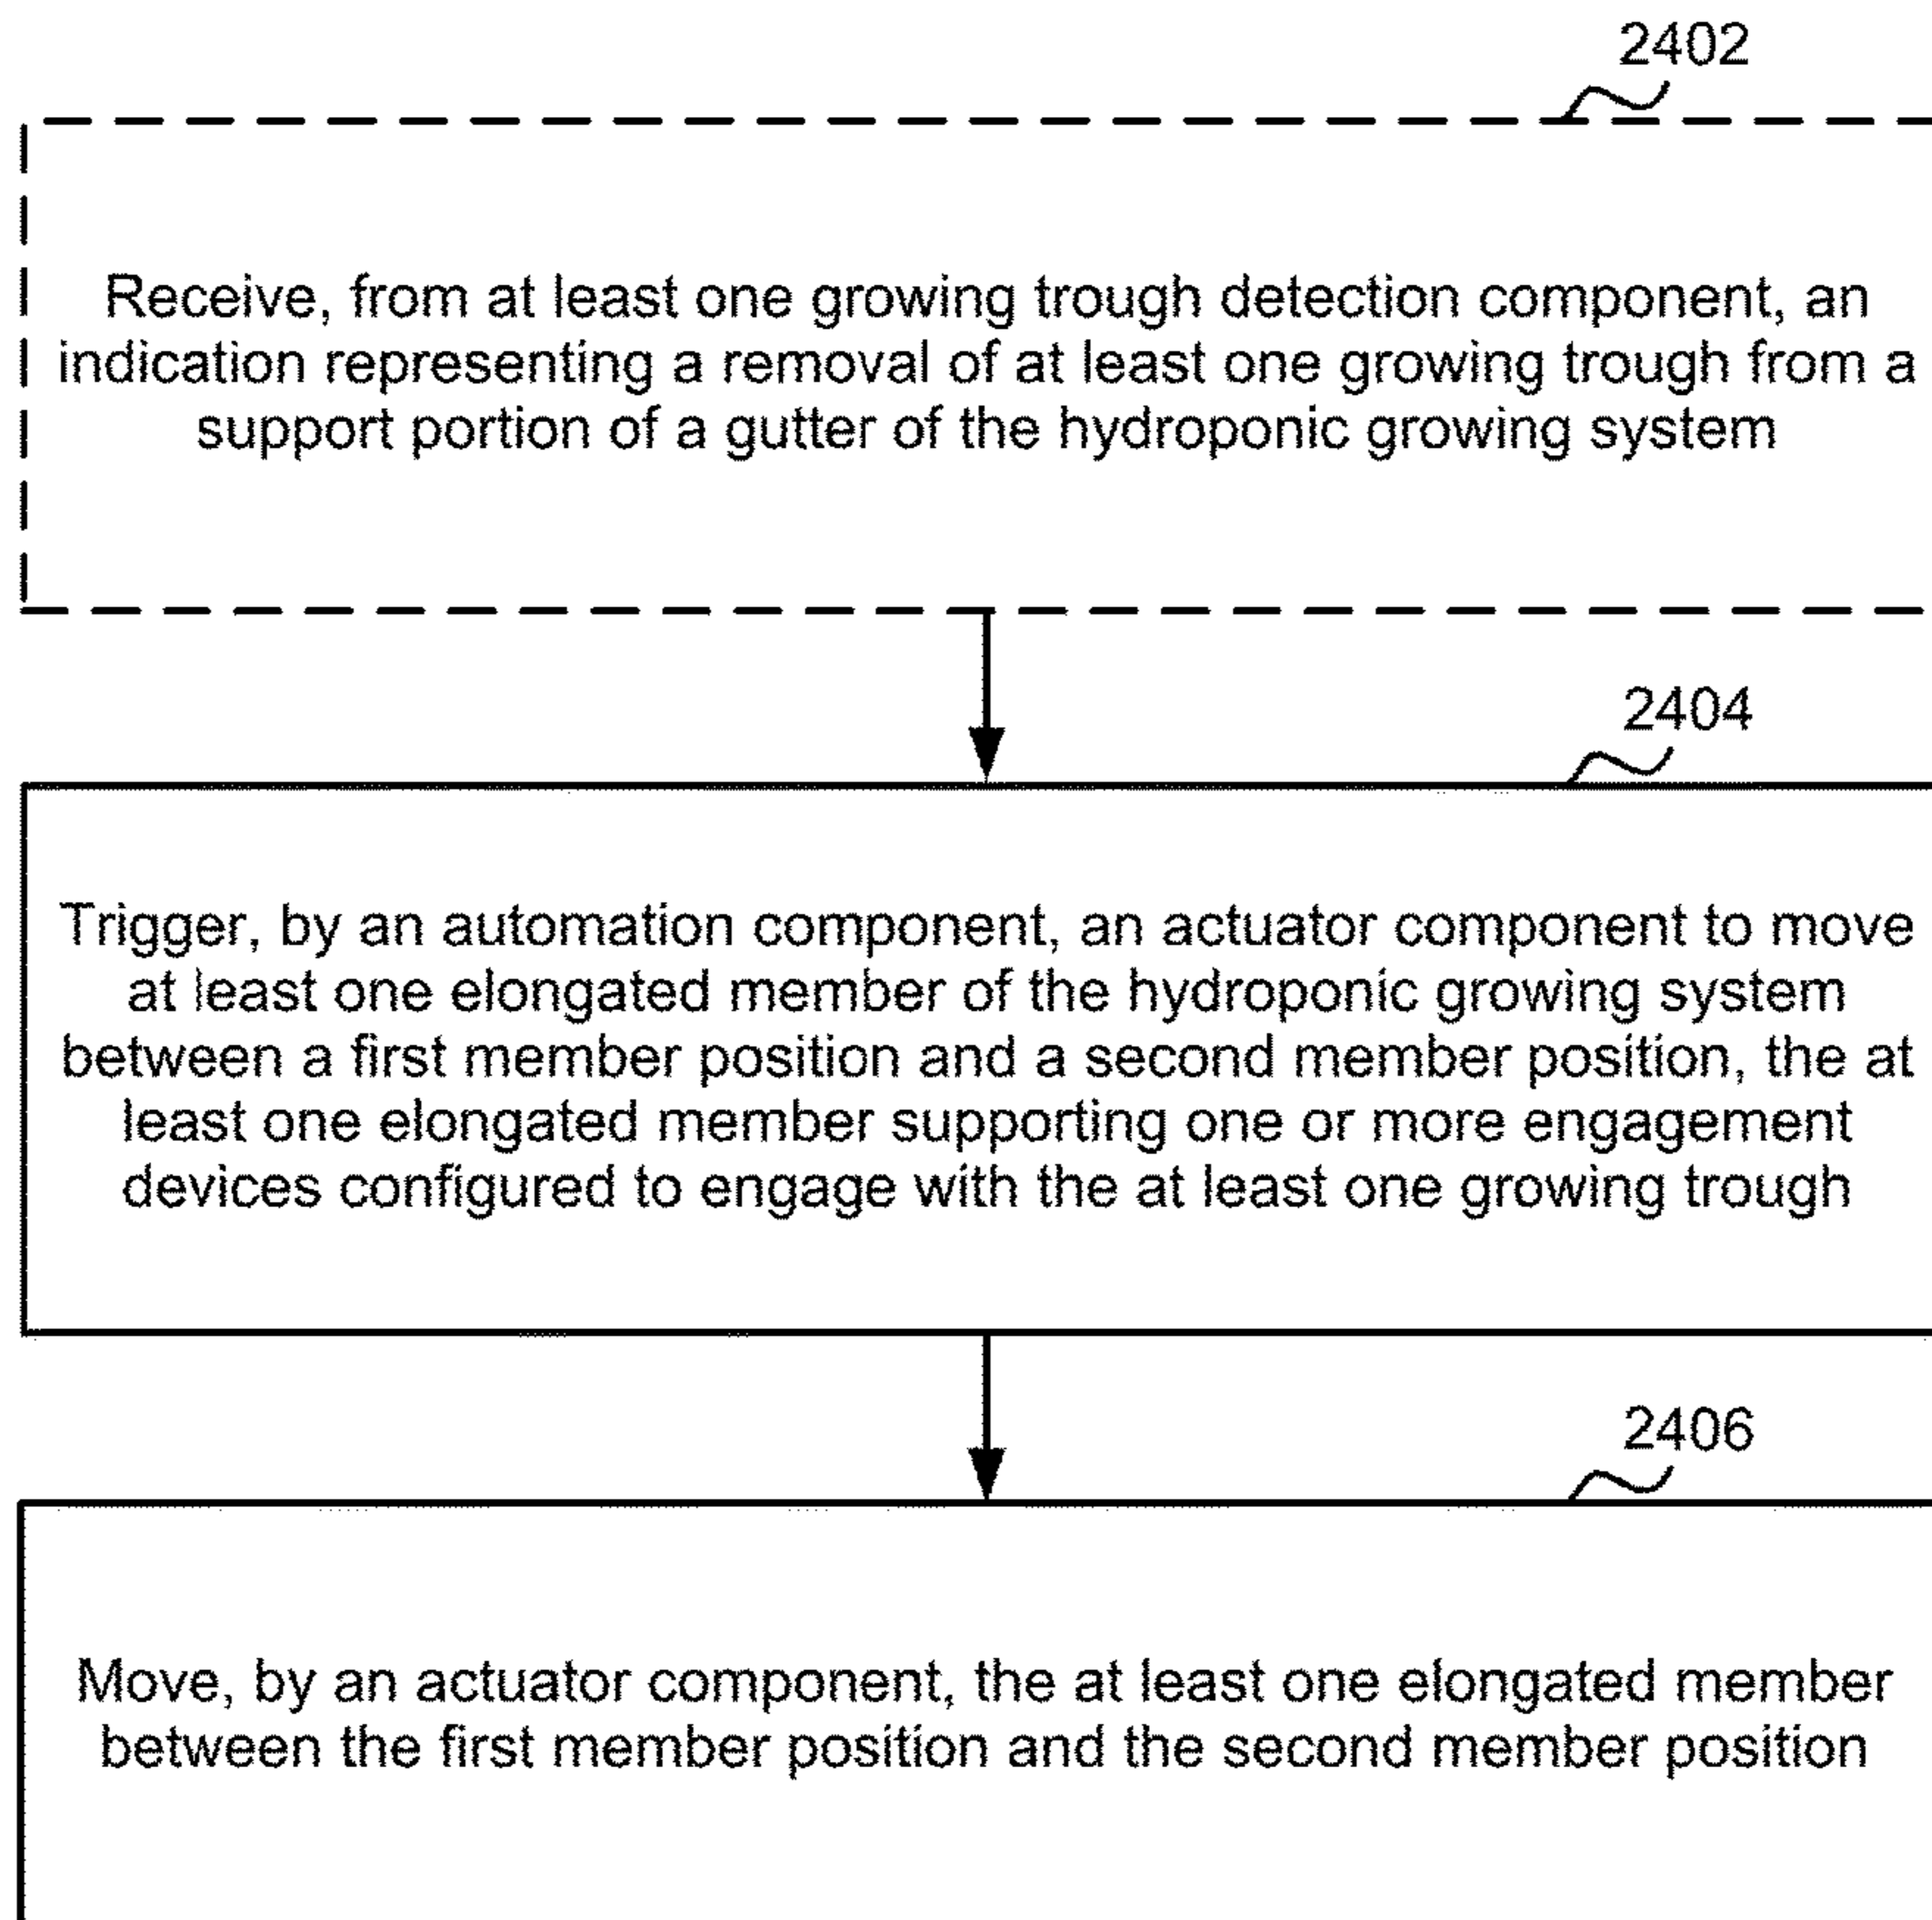 2402
Receive, from at least one growing trough detection component, an
indication representing a removal of at least one growing trough from a
support portion of a gutter of the hydroponic growing system
2404
Trigger, by an automation component, an actuator component to move
at least one elongated member of the hydroponic growing system
between a first member position and a second member position, the at
least one elongated member supporting one or more engagement
devices configured to engage with the at least one growing trough
2406
Move, by an actuator component, the at least one elongated member
between the first member position and the second member position